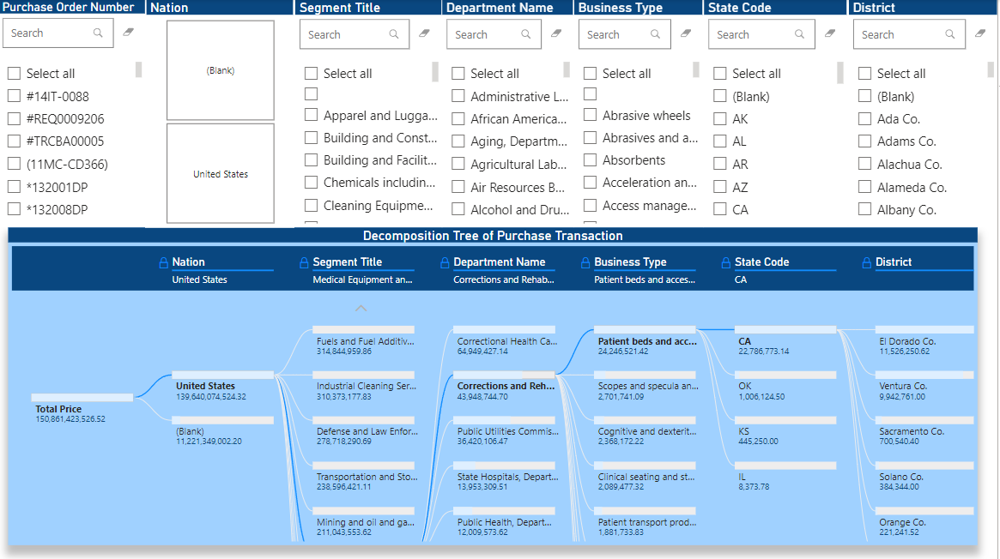 Purchase Order Number
Search
Select all
#14IT-0088
#REQ0009206
#TRCBA00005
(11MC-CD366)
*132001DP
*132008DP
Nation
(Blank)
United States
Segment Title
Search
Select all
Apparel and Lugga...
Building and Const...
Building and Facilit...
Chemicals includin...
Cleaning Equipme...
Department Name
Search
Select all
Administrative L...
African America...
Aging, Departm...
Agricultural Lab...
Air Resources B...
Alcohol and Dru...
Business Type
Search
Select all
Abrasive wheels
Abrasives and a...
Absorbents
Acceleration an...
Access manage...
State Code
Search
Select all
(Blank)
AK
AL
AR
AZ
CA
District
Search
Select all
(Blank)
Ada Co.
Adams Co.
Alachua Co.
Alameda Co.
Albany Co.
Decomposition Tree of Purchase Transaction
Nation
United States
Segment Title
Medical Equipment an...
Department Name
Corrections and Rehab...
Business Type
Patient beds and acces...
State Code
CA
District
Total Price
150,861,423,526.52
United States
139,640,074,524.32
(Blank)
11,221,349,002.20
Fuels and Fuel Additiv...
314,844,959.86
Industrial Cleaning Ser...
310,373,177.83
Defense and Law Enfor...
278,718,290.69
Transportation and Sto...
238,596,421.11
Mining and oil and ga...
211,043,553.62
Correctional Health Ca...
64,949,427.14
Corrections and Reh...
43,948,744.70
Public Utilities Commis...
36,420,106.47
State Hospitals, Depart...
13,953,309.51
Public Health, Depart...
12,009,573.62
Patient beds and acc...
24,246,521.42
Scopes and specula an...
2,701,741.09
Cognitive and dexterit...
2,368,172.22
Clinical seating and st...
2,089,477.32
Patient transport prod...
1,881,733.83
CA
22,786,773.14
OK
1,006,124.50
KS
445,250.00
IL
8,373.78
El Dorado Co.
11,526,250.62
Ventura Co.
9,942,761.00
Sacramento Co.
700,540.40
Solano Co.
384,344.00
Orange Co.
221,241.52